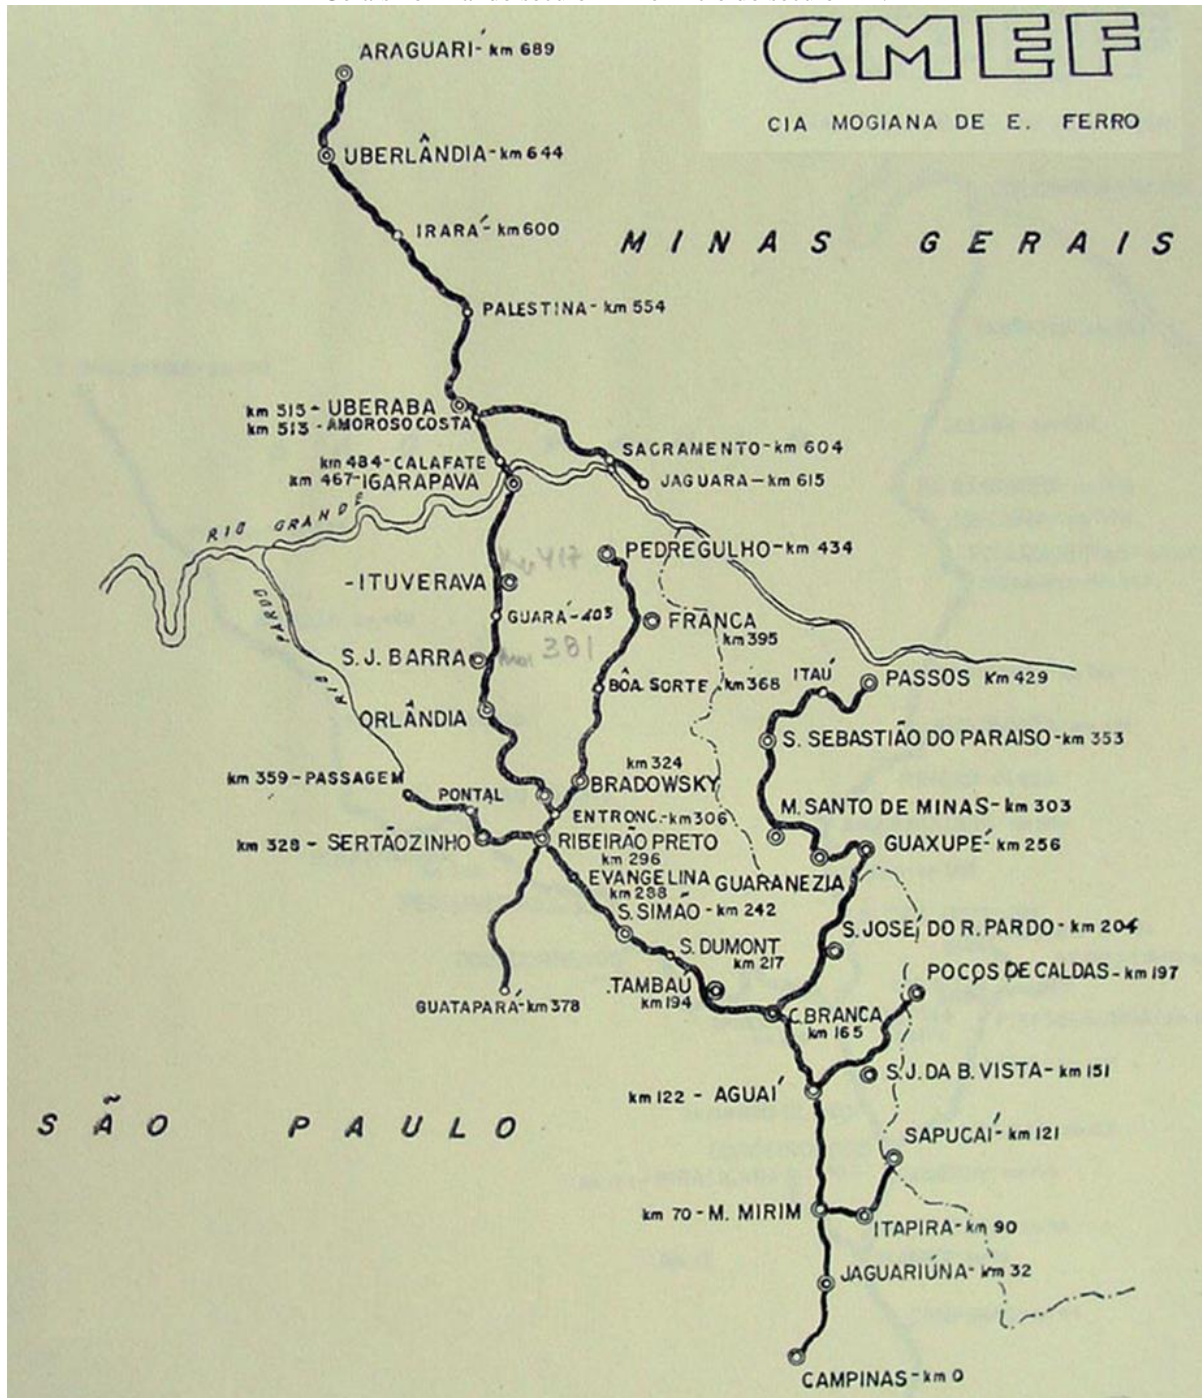 CMEF
CIA MOGIANA DE E. FERRO
ARAGUARÍ - km 689
UBERLÂNDIA - km 644
IRARÁ - km 600
MINAS GERAIS
PALESTINA - km 554
km 515 - UBERABA
km 513 - AMOROSO COSTA
SACRAMENTO - km 604
km 484 - CALAFATE
km 467 - IGARAPAVA
JAGUARA - km 615
RIO GRANDE
PEDREGULHO - km 434
km 417
- ITUVERAVA
RIO PARDO
GUARÁ - 403
FRANCA
km 395
S. J. BARRA
381
BÔA SORTE - km 368
ITAÚ
PASSOS Km 429
ORLÂNDIA
S. SEBASTIÃO DO PARAISO - km 353
km 324
BRADOWSKY
km 359 - PASSAGEM
PONTAL
M. SANTO DE MINAS - km 303
ENTRONC. - km 306
km 328 - SERTÃOZINHO
RIBEIRÃO PRETO
km 296
GUAXUPÉ - km 256
EVANGELINA
km 288
GUARANEZIA
S. SIMÃO - km 242
S. JOSÉ DO R. PARDO - km 204
S. DUMONT
km 217
POÇOS DE CALDAS - km 197
.TAMBAÚ
km 194
GUATAPARÁ - km 378
C. BRANCA
km 165
S. J. DA B. VISTA - km 151
km 122 - AGUAÍ
SÃO PAULO
SAPUCAÍ - km 121
km 70 - M. MIRIM
ITAPIRA - km 90
JAGUARIÚNA - km 32
CAMPINAS - km 0